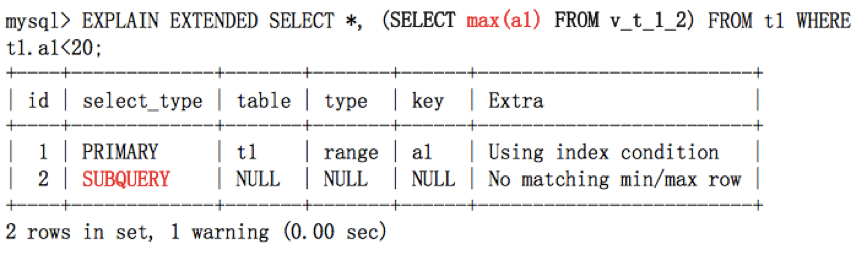 mysql> EXPLAIN EXTENDED SELECT *, (SELECT max(a1) FROM v_t_1_2) FROM t1 WHERE
t1.a1<20;
+----+-------------+-------+-------+------+-------------------------+
| id | select_type | table | type | key | Extra |
+----+-------------+-------+-------+------+-------------------------+
| 1 | PRIMARY | t1 | range | a1 | Using index condition |
| 2 | SUBQUERY | NULL | NULL | NULL | No matching min/max row |
+----+-------------+-------+-------+------+-------------------------+
2 rows in set, 1 warning (0.00 sec)